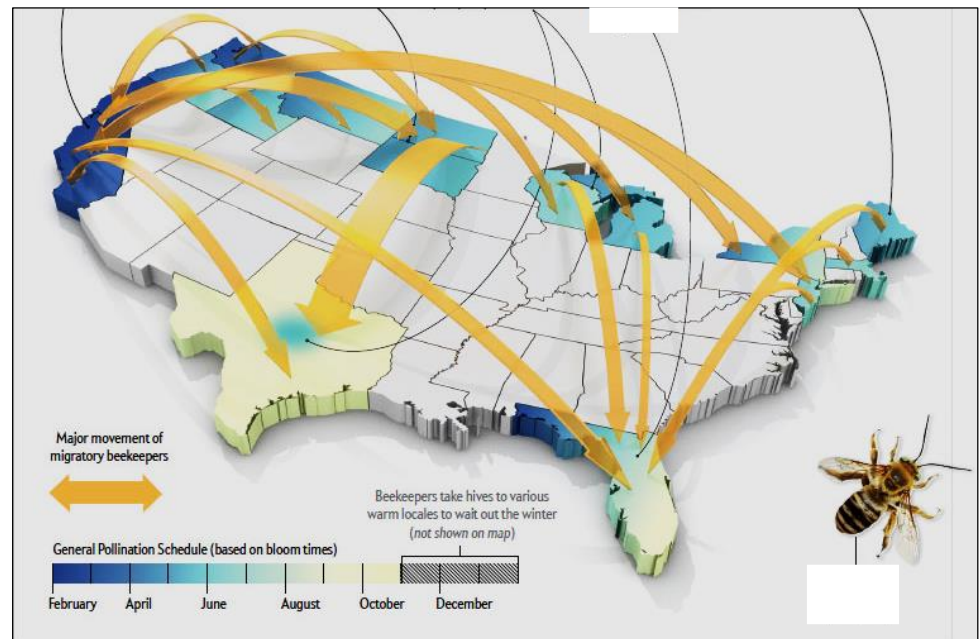 Major movement of
migratory beekeepers
Beekeepers take hives to various
warm locales to wait out the winter
(not shown on map)
General Pollination Schedule (based on bloom times)
February April June August October December